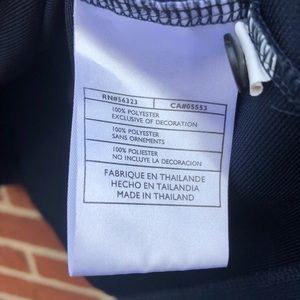 RN#56323 CA#05553
100% POLYESTER
EXCLUSIVE OF DECORATION
100% POLYESTER
SANS ORNEMENTS
100% POLIESTER
NO INCLUYE LA DECORACION
FABRIQUE EN THAILANDE
HECHO EN TAILANDIA
MADE IN THAILAND